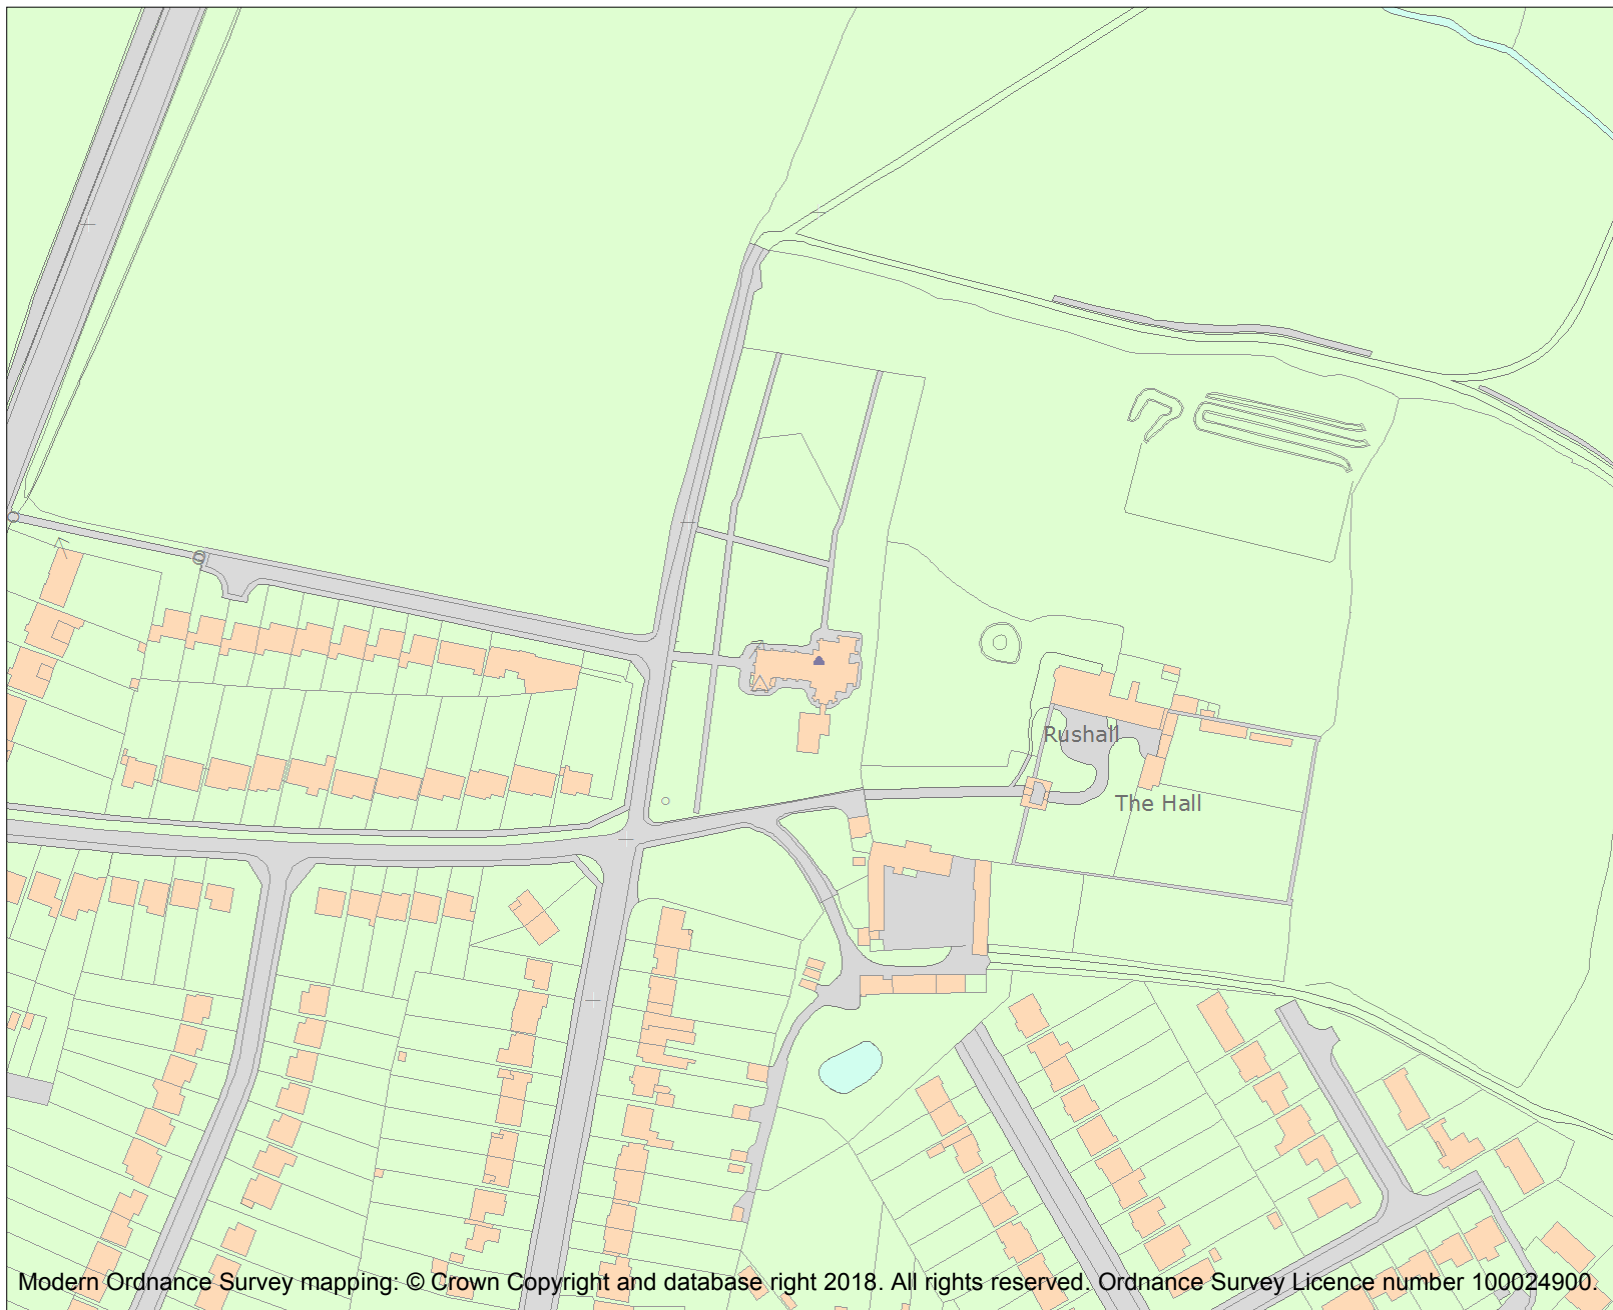 Rushall
The Hall
Modern Ordnance Survey mapping: © Crown Copyright and database right 2018. All rights reserved. Ordnance Survey Licence number 100024900.